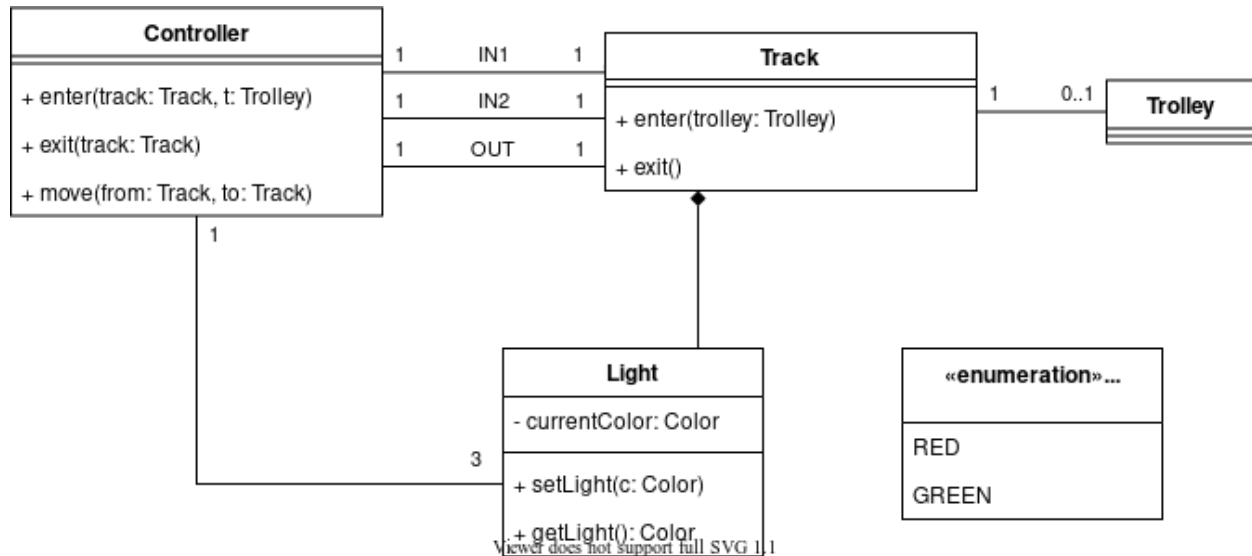 Controller
+ enter(track: Track, t: Trolley)
+ exit(track: Track)
+ move(from: Track, to: Track)
1 IN1 1
1 IN2 1
1 OUT 1
Track
+ enter(trolley: Trolley)
+ exit()
1 0..1
Trolley
1
3
Light
- currentColor: Color
+ setLight(c: Color)
+ getLight(): Color
«enumeration»...
RED
GREEN
Viewer does not support full SVG 1.1